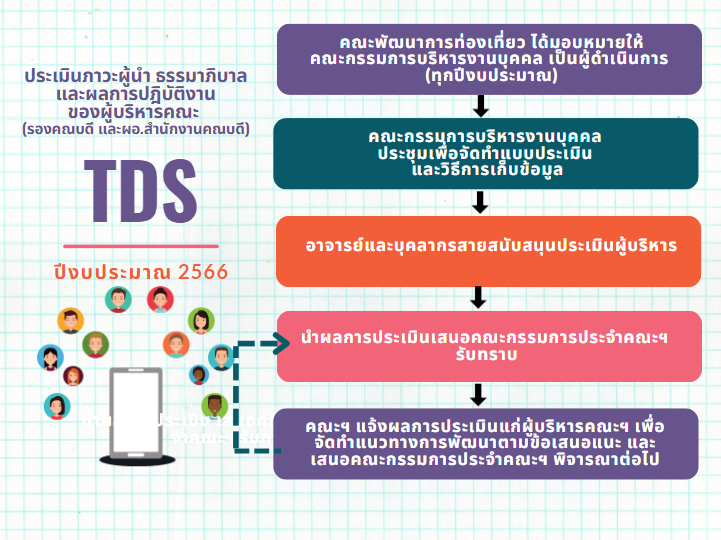 ประเมินภาวะผู้นำ ธรรมาภิบาล
และผลการปฎิบัติงาน
ของผู้บริหารคณะ
(รองคณบดี และผอ.สำนักงานคณบดี)
TDS
ปีงบประมาณ 2566
คณะพัฒนาการท่องเที่ยว ได้มอบหมายให้
คณะกรรมการบริหารงานบุคคล เป็นผู้ดำเนินการ
(ทุกปีงบประมาณ)
คณะกรรมการบริหารงานบุคคล
ประชุมเพื่อจัดทำแบบประเมิน
และวิธีการเก็บข้อมูล
อาจารย์และบุคลากรสายสนับสนุนประเมินผู้บริหาร
นำผลการประเมินเสนอคณะกรรมการประจำคณะฯ
รับทราบ
คณะฯ แจ้งผลการประเมินแก่ผู้บริหารคณะฯ เพื่อ
จัดทำแนวทางการพัฒนาตามข้อเสนอแนะ และ
เสนอคณะกรรมการประจำคณะฯ พิจารณาต่อไป